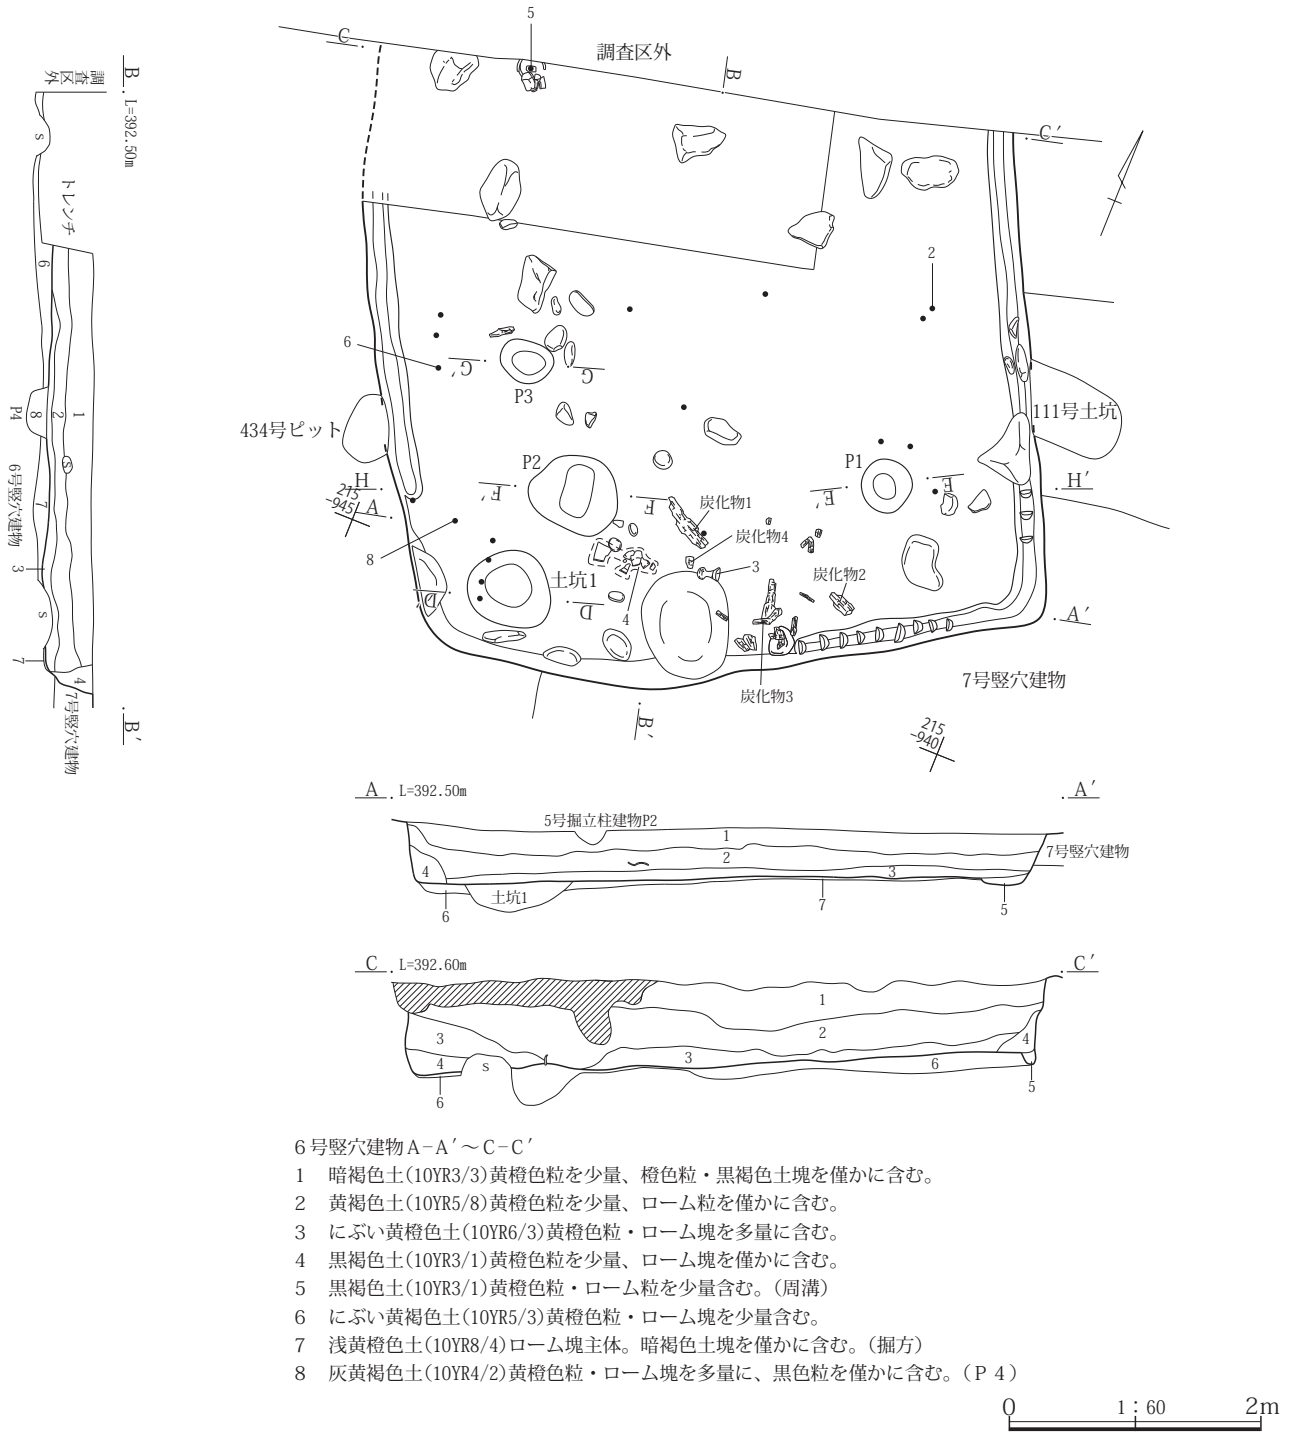 5
C
調査区外
B
C′
2
6
G′
G
P3
434号ピット
111号土坑
P2
P1
H
H′
215
-945
A
F′
F
E′
E
炭化物1
炭化物4
8
3
炭化物2
土坑1
D′
D
4
A′
炭化物3
7号竪穴建物
B′
215
-940
B
L=392.50m
調査区外
S
トレンチ
6
1
2
8
P4
S
7
6号竪穴建物
3
S
7
4
7号竪穴建物
B′
A
L=392.50m
A′
5号掘立柱建物P2
1
2
7号竪穴建物
4
3
土坑1
6
7
5
C
L=392.60m
C′
1
2
3
4
3
4
S
6
6
5
6号竪穴建物A-A′～C-C′
1 暗褐色土(10YR3/3)黄橙色粒を少量、橙色粒・黒褐色土塊を僅かに含む。
2 黄褐色土(10YR5/8)黄橙色粒を少量、ローム粒を僅かに含む。
3 にぶい黄橙色土(10YR6/3)黄橙色粒・ローム塊を多量に含む。
4 黒褐色土(10YR3/1)黄橙色粒を少量、ローム塊を僅かに含む。
5 黒褐色土(10YR3/1)黄橙色粒・ローム粒を少量含む。(周溝)
6 にぶい黄褐色土(10YR5/3)黄橙色粒・ローム塊を少量含む。
7 浅黄橙色土(10YR8/4)ローム塊主体。暗褐色土塊を僅かに含む。(掘方)
8 灰黄褐色土(10YR4/2)黄橙色粒・ローム塊を多量に、黒色粒を僅かに含む。(P 4)
0 1:60 2m